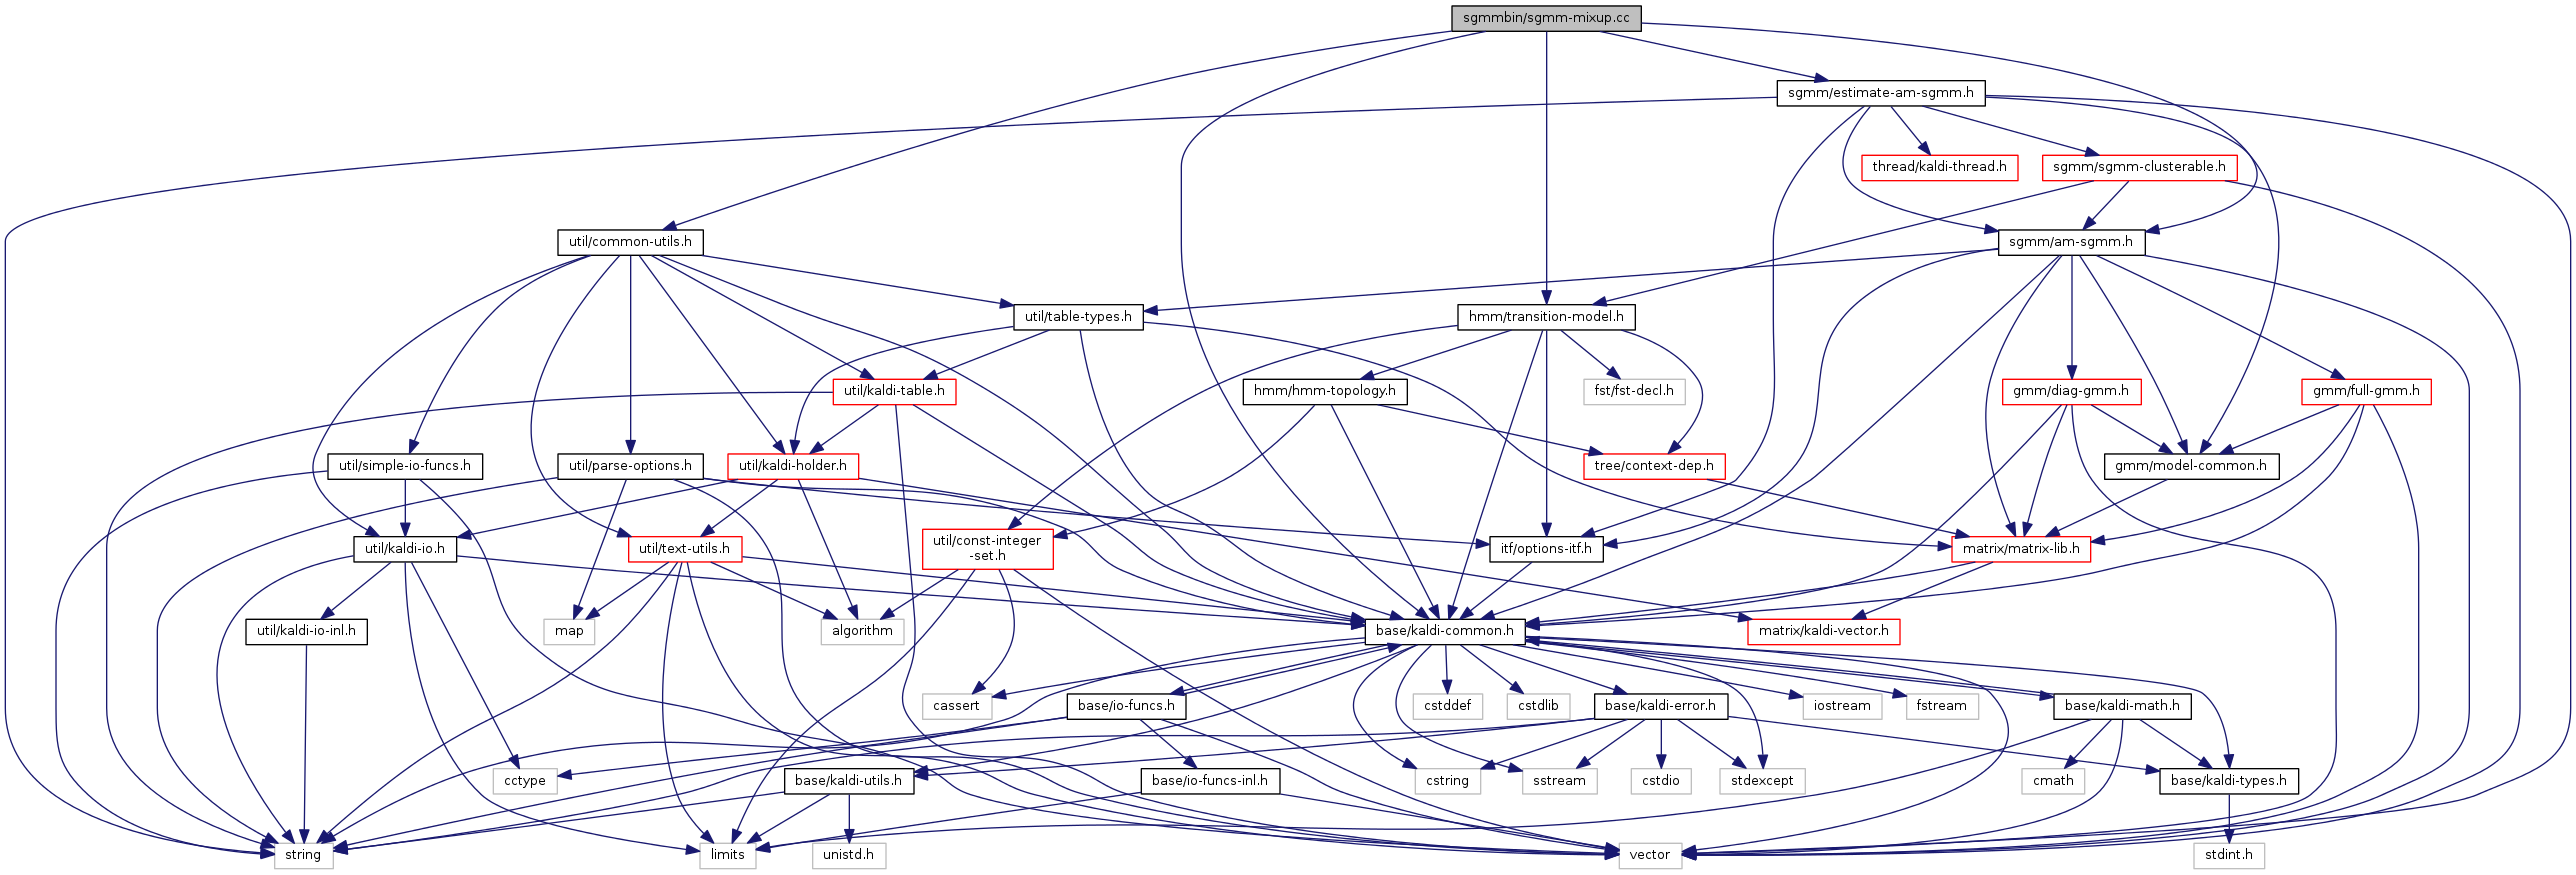 sgmmbin/sgmm-mixup.cc
sgmm/estimate-am-sgmm.h
thread/kaldi-thread.h
sgmm/sgmm-clusterable.h
util/common-utils.h
sgmm/am-sgmm.h
util/table-types.h
hmm/transition-model.h
util/kaldi-table.h
hmm/hmm-topology.h
fst/fst-decl.h
gmm/diag-gmm.h
gmm/full-gmm.h
util/simple-io-funcs.h
util/parse-options.h
util/kaldi-holder.h
tree/context-dep.h
gmm/model-common.h
util/kaldi-io.h
util/text-utils.h
util/const-integer
-set.h
itf/options-itf.h
matrix/matrix-lib.h
util/kaldi-io-inl.h
map
algorithm
base/kaldi-common.h
matrix/kaldi-vector.h
cassert
base/io-funcs.h
cstddef
cstdlib
base/kaldi-error.h
iostream
fstream
base/kaldi-math.h
cctype
base/kaldi-utils.h
base/io-funcs-inl.h
cstring
sstream
cstdio
stdexcept
cmath
base/kaldi-types.h
string
limits
unistd.h
vector
stdint.h